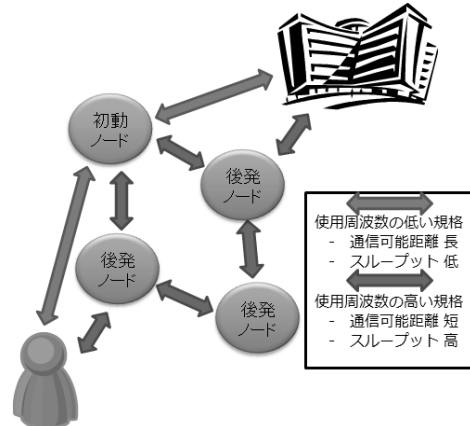 初動
ノード
後発
ノード
後発
ノード
後発
ノード
使用周波数の低い規格
- 通信可能距離 長
- スループット 低
使用周波数の高い規格
- 通信可能距離 短
- スループット 高